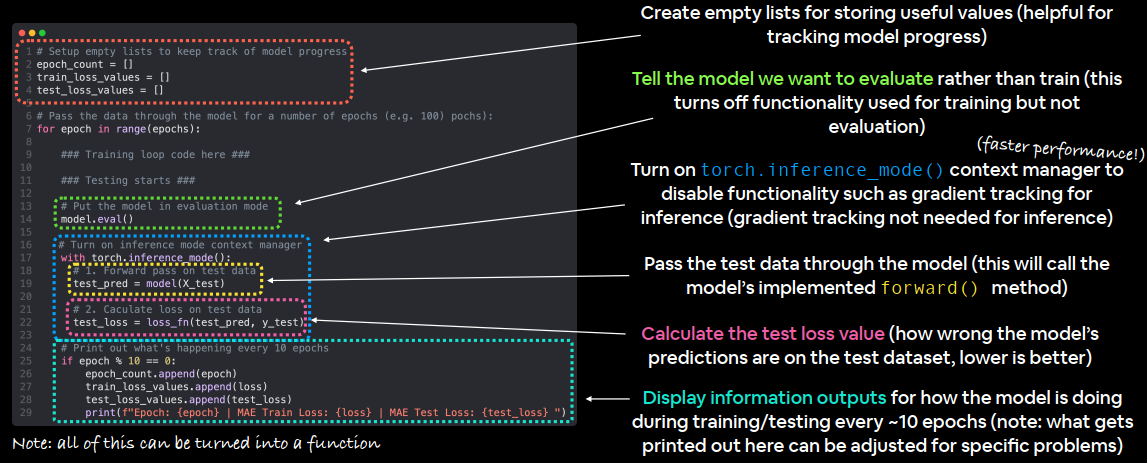 1 # Setup empty lists to keep track of model progress
2 epoch_count = []
3 train_loss_values = []
4 test_loss_values = []
5
6 # Pass the data through the model for a number of epochs (e.g. 100) pochs):
7 for epoch in range(epochs):
8
9 ### Training loop code here ###
10
11 ### Testing starts ###
12
13 # Put the model in evaluation mode
14 model.eval()
15
16 # Turn on inference mode context manager
17 with torch.inference_mode():
18 # 1. Forward pass on test data
19 test_pred = model(X_test)
20
21 # 2. Caculate loss on test data
22 test_loss = loss_fn(test_pred, y_test)
23
24 # Print out what's happening every 10 epochs
25 if epoch % 10 == 0:
26 epoch_count.append(epoch)
27 train_loss_values.append(loss)
28 test_loss_values.append(test_loss)
29 print(f"Epoch: {epoch} | MAE Train Loss: {loss} | MAE Test Loss: {test_loss} ")
Note: all of this can be turned into a function
Create empty lists for storing useful values (helpful for
tracking model progress)
Tell the model we want to evaluate rather than train (this
turns off functionality used for training but not
evaluation)
(faster performance!)
Turn on torch.inference_mode() context manager to
disable functionality such as gradient tracking for
inference (gradient tracking not needed for inference)
Pass the test data through the model (this will call the
model's implemented forward() method)
Calculate the test loss value (how wrong the model's
predictions are on the test dataset, lower is better)
Display information outputs for how the model is doing
during training/testing every ~10 epochs (note: what gets
printed out here can be adjusted for specific problems)